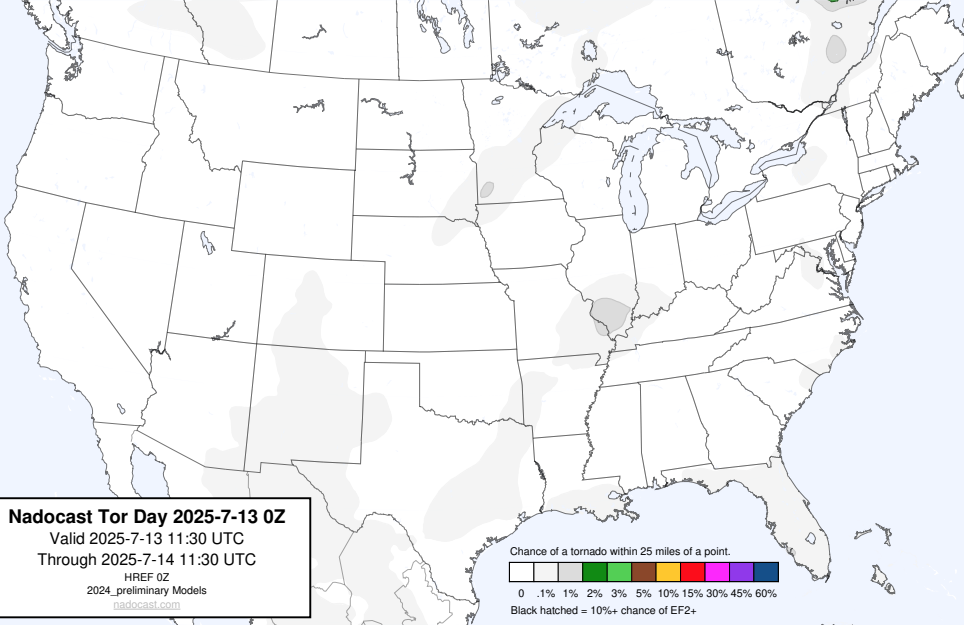 Nadocast Tor Day 2025-7-13 0Z
Valid 2025-7-13 11:30 UTC
Through 2025-7-14 11:30 UTC
HREF 0Z
2024_preliminary Models
nadocast.com
Chance of a tornado within 25 miles of a point.
0 .1% 1% 2% 3% 5% 10% 15% 30% 45% 60%
Black hatched = 10%+ chance of EF2+